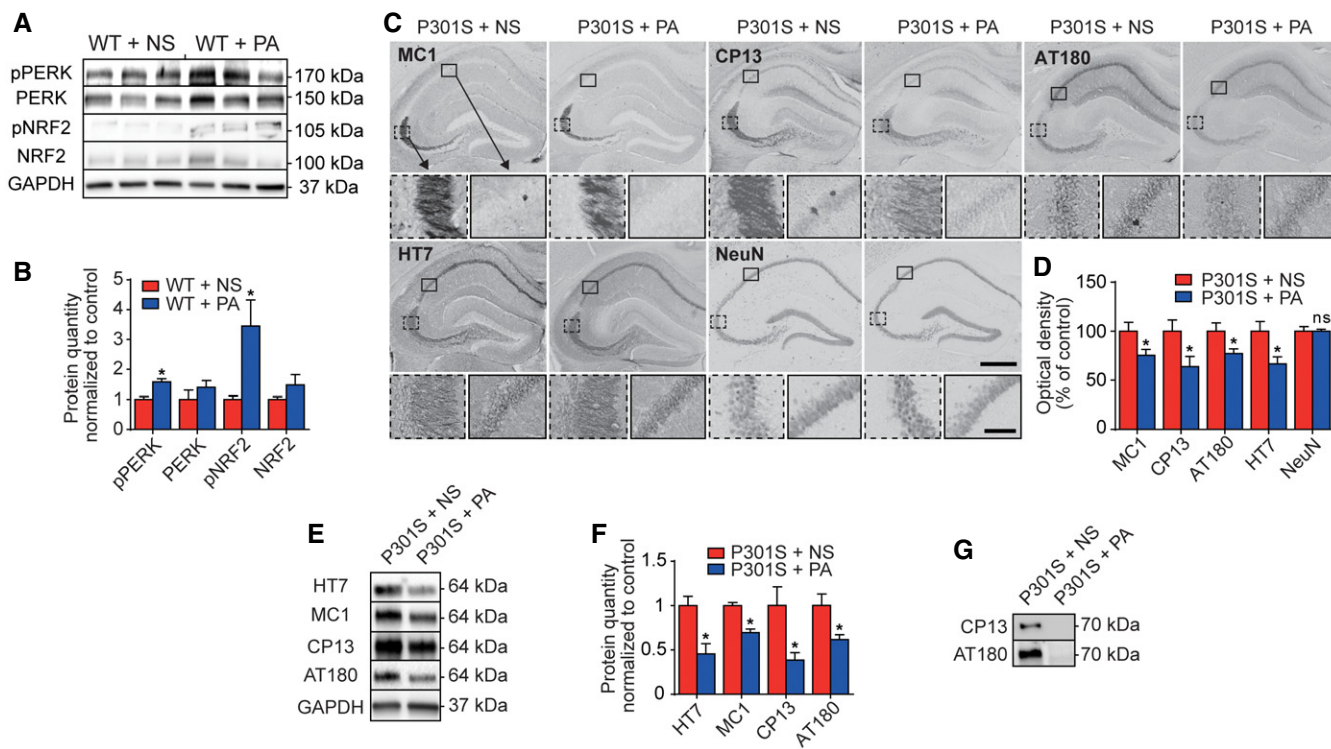 A
WT + NS WT + PA
pPERK 170 kDa
PERK 150 kDa
pNRF2 105 kDa
NRF2 100 kDa
GAPDH 37 kDa
B
WT + NS
WT + PA
Protein quantity
normalized to control
5
4
3
2
1
0
* *
pPERK PERK pNRF2 NRF2
C
P301S + NS P301S + PA P301S + NS P301S + PA P301S + NS P301S + PA
MC1 CP13 AT180
HT7 NeuN
D
P301S + NS
P301S + PA
Optical density
(% of control)
150
100
75
50
0
* * * * ns
MC1 CP13 AT180 HT7 NeuN
E
P301S + NS P301S + PA
HT7 64 kDa
MC1 64 kDa
CP13 64 kDa
AT180 64 kDa
GAPDH 37 kDa
F
P301S + NS
P301S + PA
Protein quantity
normalized to control
1.5
1
0.5
0
* * * *
HT7 MC1 CP13 AT180
G
P301S + NS P301S + PA
CP13 70 kDa
AT180 70 kDa